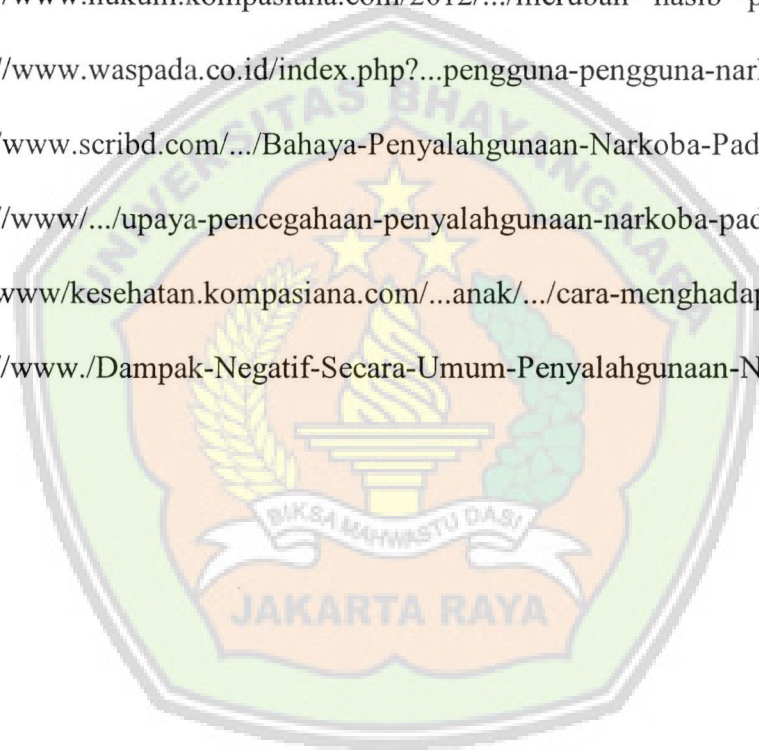 /www.hukum.kompasiana.com/2012/.../merubah nasib p
//www.waspada.co.id/index.php?...pengguna-pengguna-nar
/www.scribd.com/.../Bahaya-Penyalahgunaan-Narkoba-Pad
//www/.../upaya-pencegahaan-penyalahgunaan-narkoba-pad
www/kesehatan.kompasiana.com/...anak/.../cara-menghadap
//www./Dampak-Negatif-Secara-Umum-Penyalahgunaan-N
UNIVERSITAS BHAYANGKARA
BIKSA MAHWASTU DASI
JAKARTA RAYA